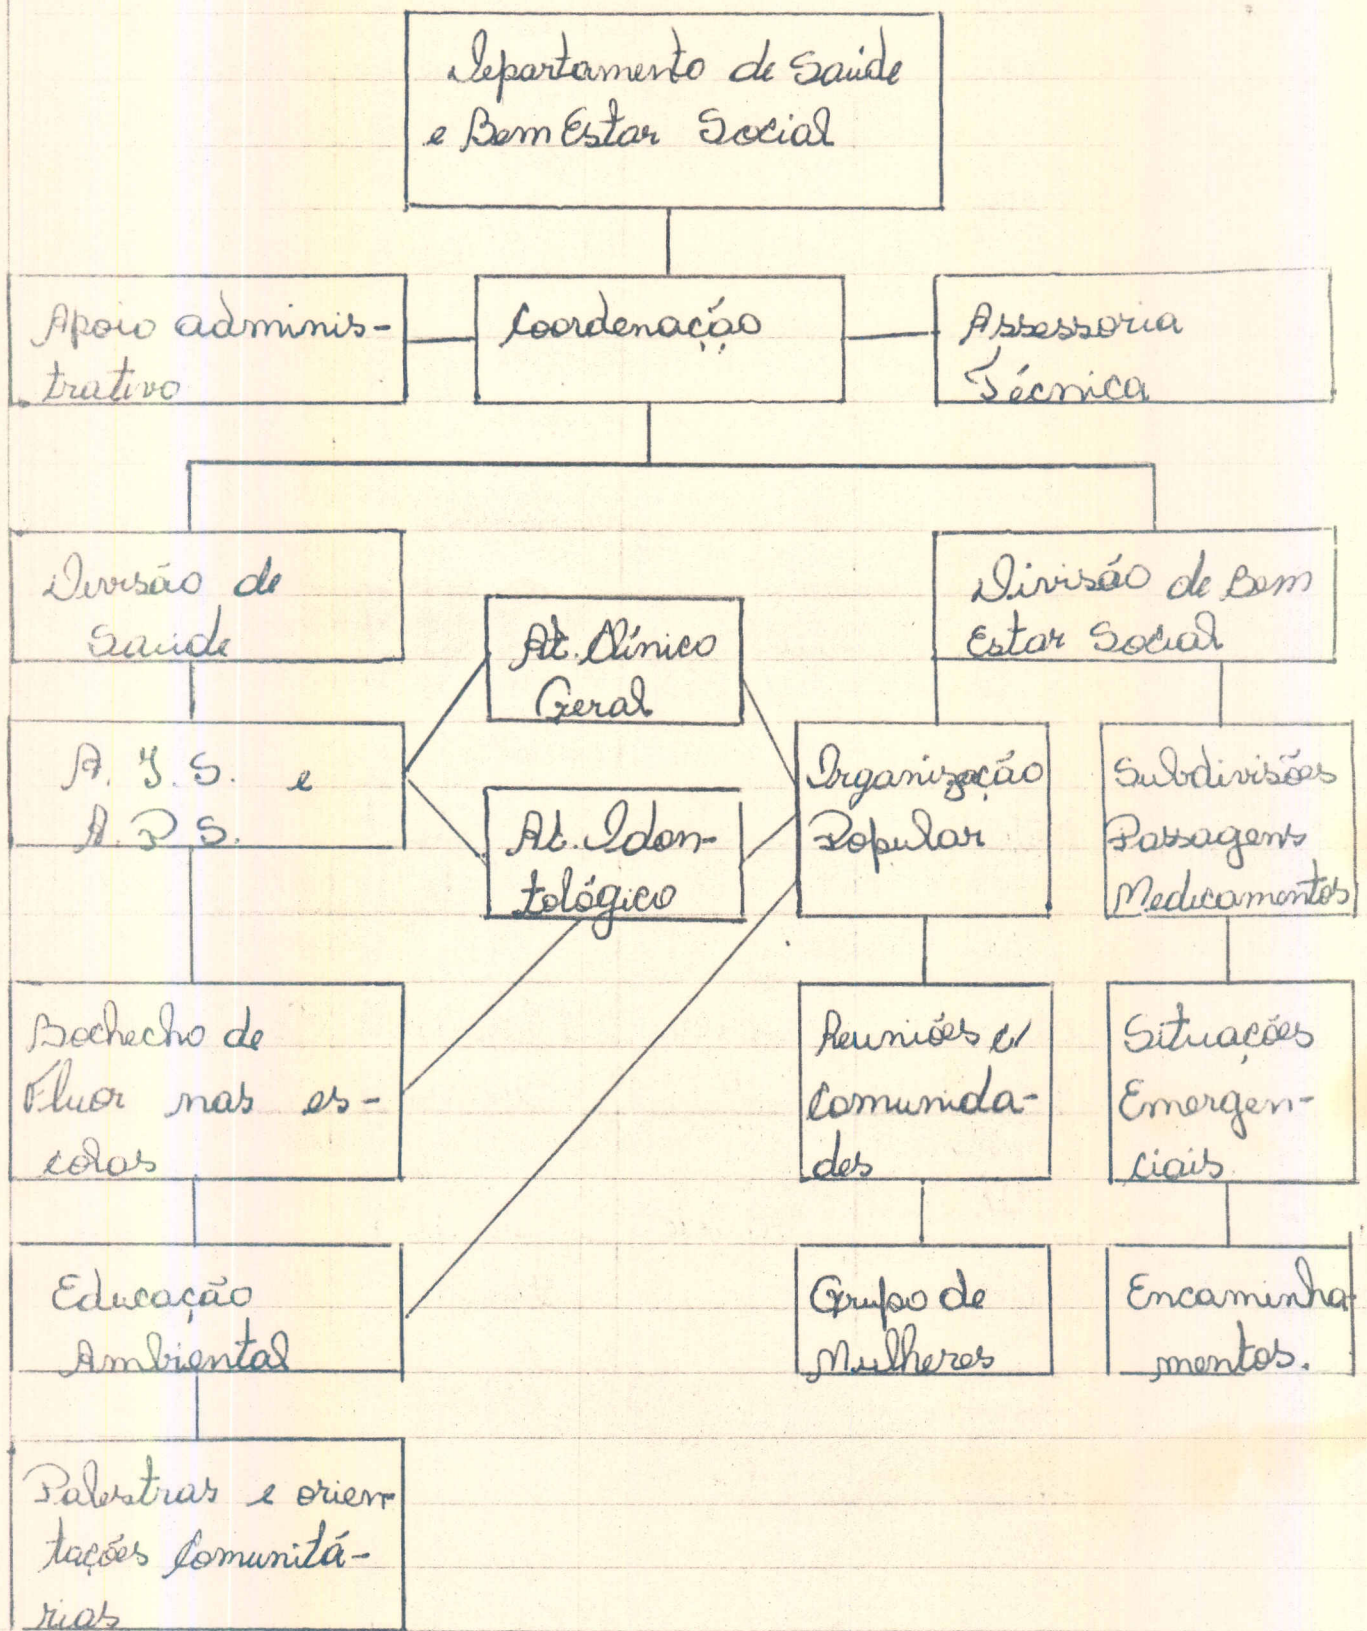 Departamento de Saúde
e Bem Estar Social
Apoio adminis-
trativo
Coordenação
Assessoria
Técnica
Divisão de
Saúde
Divisão de Bem
Estar Social
At. Clínico
Geral
A. I. S. e
A. P. S.
At. Odon-
tológico
Organização
Popular
Subdivisões
Passagens
Medicamentos
Bochecho de
Fluor nas es-
colas
Reuniões c/
Comunida-
des
Situações
Emergen-
ciais.
Educação
Ambiental
Grupo de
Mulheres
Encaminha-
mentos.
Palestras e orien-
tações Comunitá-
rias